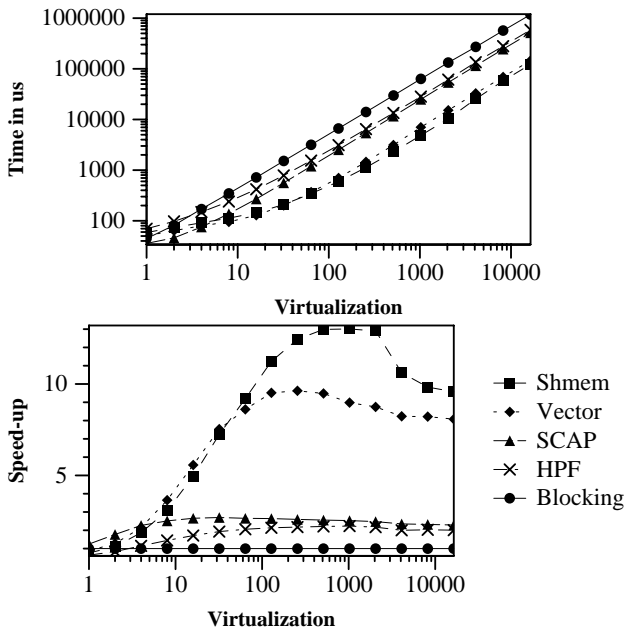 1000000
100000
10000
1000
100
Time in us
1 10 100 1000 10000
Virtualization
10
5
Speed-up
1 10 100 1000 10000
Virtualization
Shmem
Vector
SCAP
HPF
Blocking